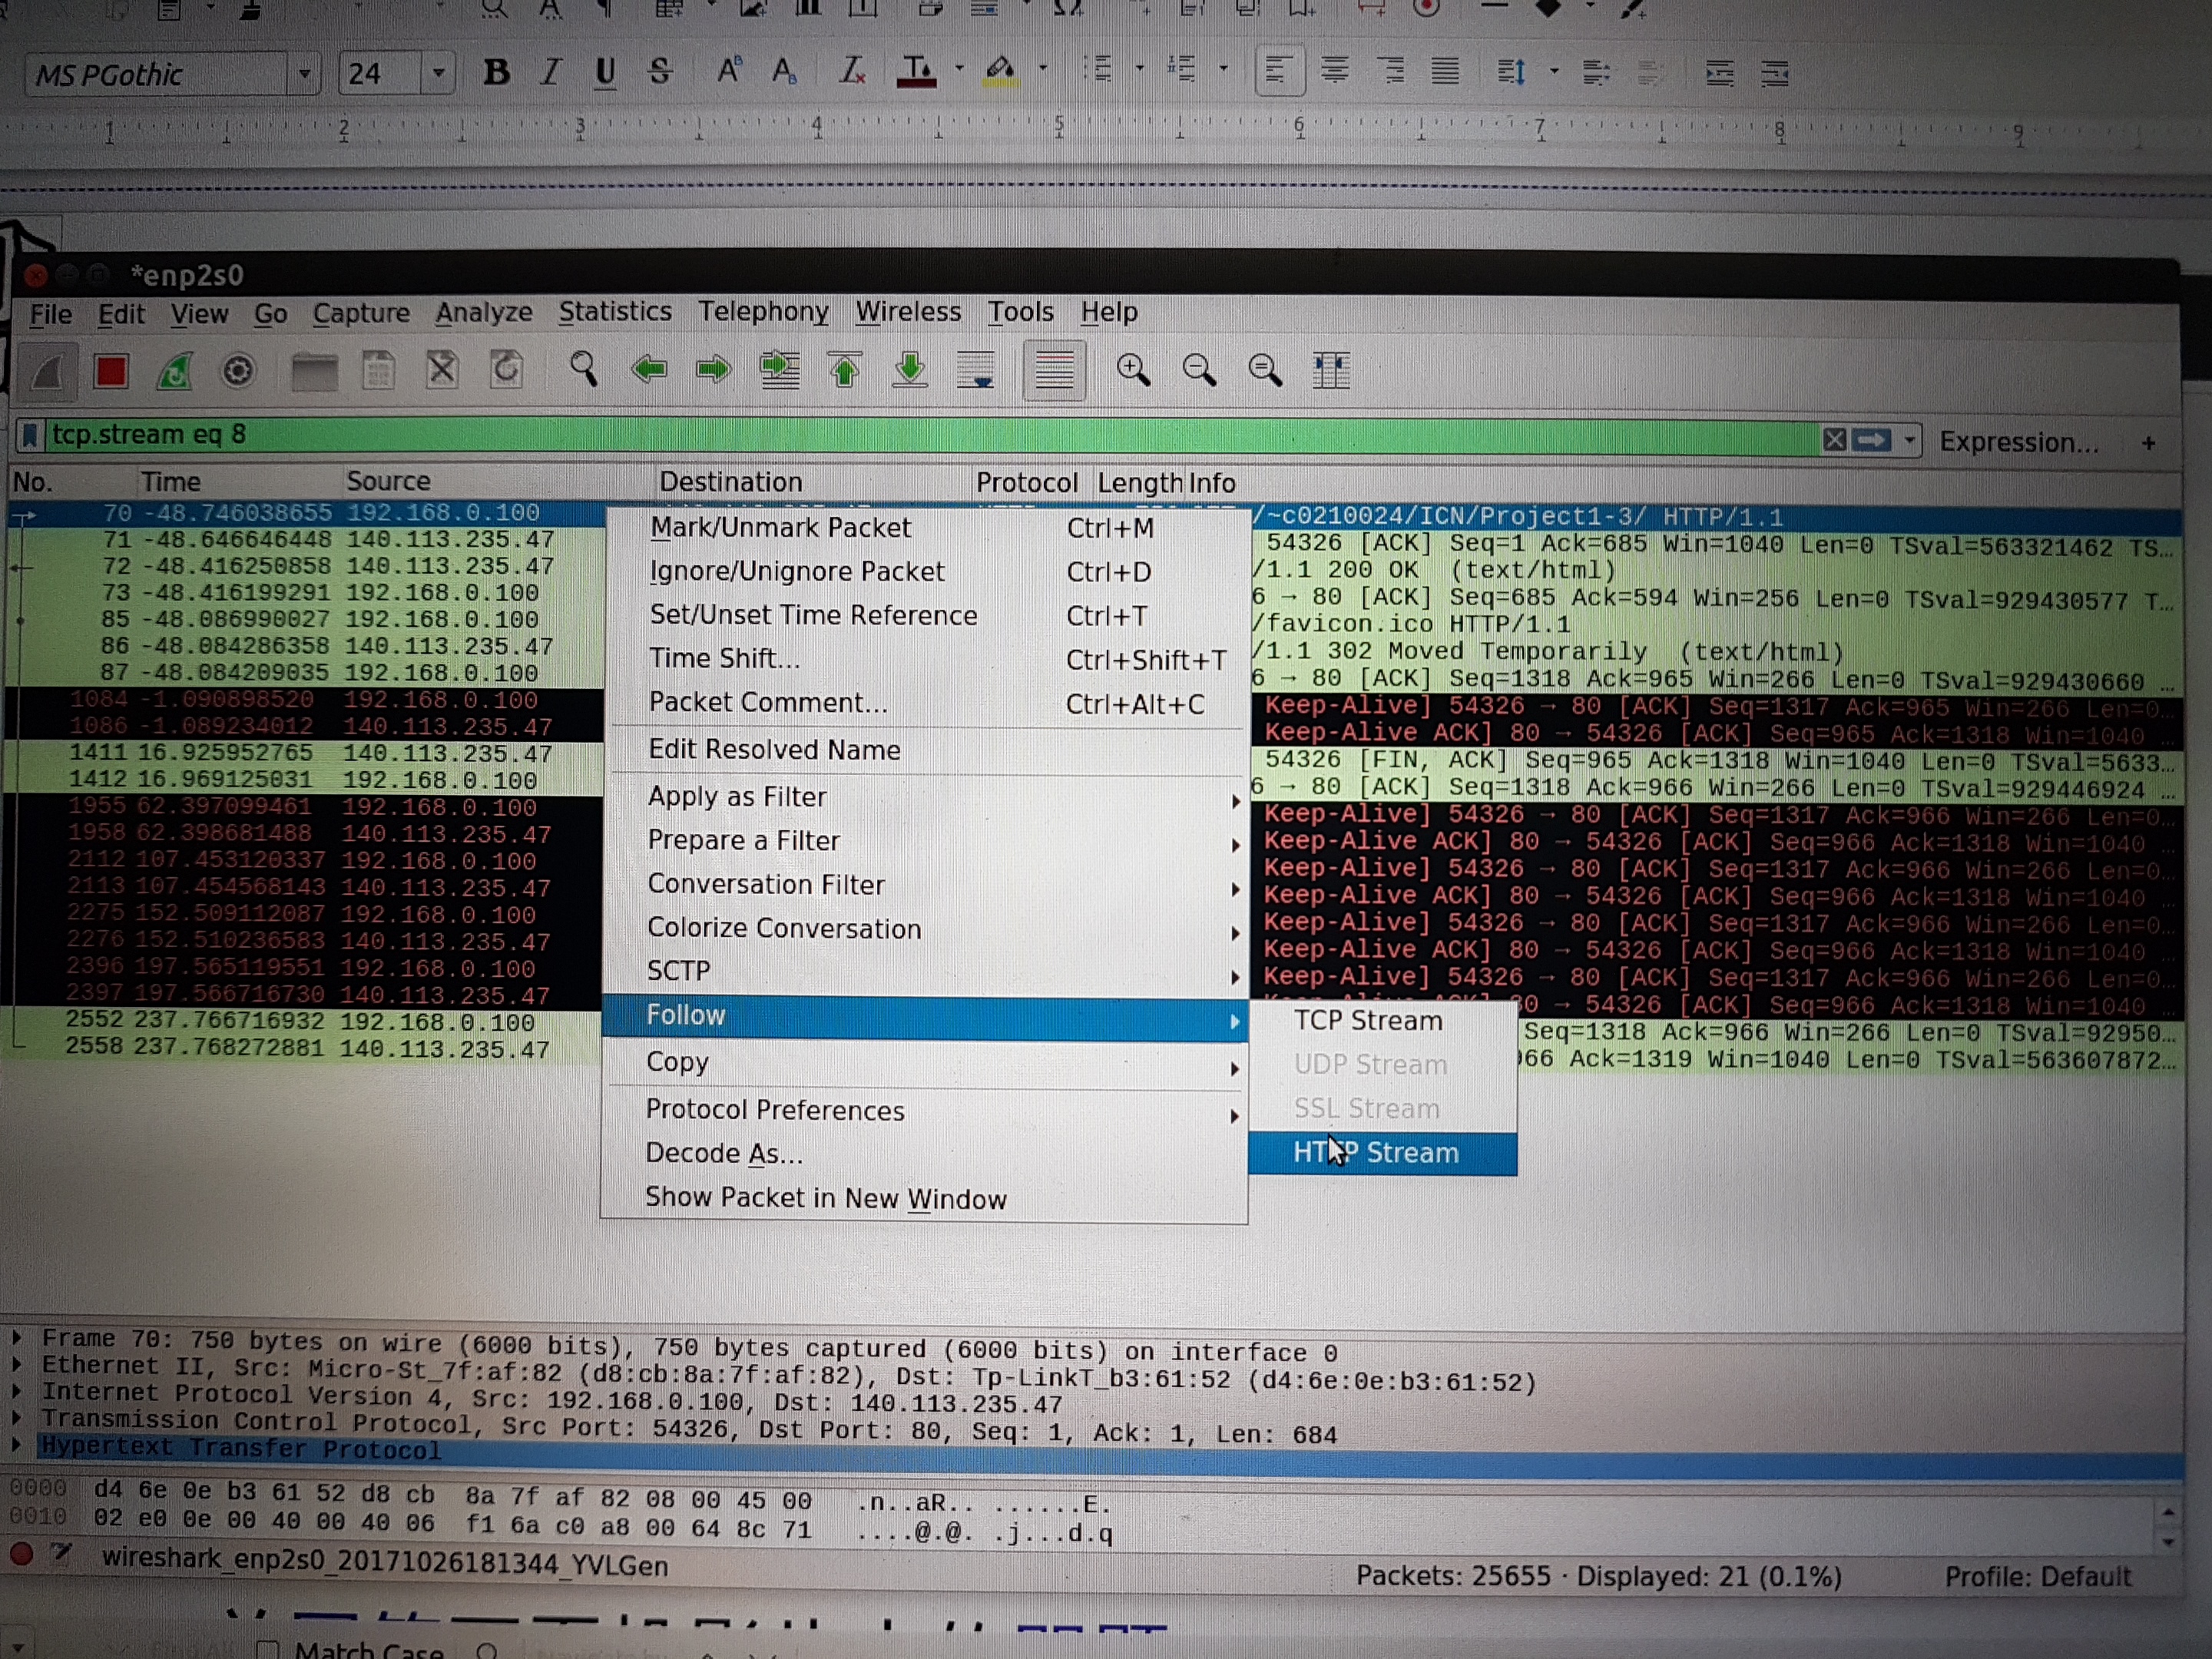 MS PGothic 24 B I U S
1 2 3 4 5 6 7 8 9
*enp2s0
File Edit View Go Capture Analyze Statistics Telephony Wireless Tools Help
tcp.stream eq 8 Expression... +
No. Time Source Destination Protocol Length Info
70 -48.746038655 192.168.0.100 /~c0210024/ICN/Project1-3/ HTTP/1.1
71 -48.646646448 140.113.235.47 54326 [ACK] Seq=1 Ack=685 Win=1040 Len=0 TSval=563321462 TS…
72 -48.416250858 140.113.235.47 /1.1 200 OK (text/html)
73 -48.416199291 192.168.0.100 6 → 80 [ACK] Seq=685 Ack=594 Win=256 Len=0 TSval=929430577 T…
85 -48.086990027 192.168.0.100 /favicon.ico HTTP/1.1
86 -48.084286358 140.113.235.47 /1.1 302 Moved Temporarily (text/html)
87 -48.084209035 192.168.0.100 6 → 80 [ACK] Seq=1318 Ack=965 Win=266 Len=0 TSval=929430660 …
1084 -1.090898520 192.168.0.100 Keep-Alive] 54326 → 80 [ACK] Seq=1317 Ack=965 Win=266 Len=0…
1086 -1.089234012 140.113.235.47 Keep-Alive ACK] 80 → 54326 [ACK] Seq=965 Ack=1318 Win=1040 …
1411 16.925952765 140.113.235.47 54326 [FIN, ACK] Seq=965 Ack=1318 Win=1040 Len=0 TSval=5633…
1412 16.969125031 192.168.0.100 6 → 80 [ACK] Seq=1318 Ack=966 Win=266 Len=0 TSval=929446924 …
1955 62.397099461 192.168.0.100 Keep-Alive] 54326 → 80 [ACK] Seq=1317 Ack=966 Win=266 Len=0…
1958 62.398681488 140.113.235.47 Keep-Alive ACK] 80 → 54326 [ACK] Seq=966 Ack=1318 Win=1040 …
2112 107.453120337 192.168.0.100 Keep-Alive] 54326 → 80 [ACK] Seq=1317 Ack=966 Win=266 Len=0…
2113 107.454568143 140.113.235.47 Keep-Alive ACK] 80 → 54326 [ACK] Seq=966 Ack=1318 Win=1040 …
2275 152.509112087 192.168.0.100 Keep-Alive] 54326 → 80 [ACK] Seq=1317 Ack=966 Win=266 Len=0…
2276 152.510236583 140.113.235.47 Keep-Alive ACK] 80 → 54326 [ACK] Seq=966 Ack=1318 Win=1040 …
2396 197.565119551 192.168.0.100 Keep-Alive] 54326 → 80 [ACK] Seq=1317 Ack=966 Win=266 Len=0…
2397 197.566716730 140.113.235.47 80 → 54326 [ACK] Seq=966 Ack=1318 Win=1040 …
2552 237.766716932 192.168.0.100 Seq=1318 Ack=966 Win=266 Len=0 TSval=92950…
2558 237.768272881 140.113.235.47 966 Ack=1319 Win=1040 Len=0 TSval=563607872…
Mark/Unmark Packet Ctrl+M
Ignore/Unignore Packet Ctrl+D
Set/Unset Time Reference Ctrl+T
Time Shift... Ctrl+Shift+T
Packet Comment... Ctrl+Alt+C
Edit Resolved Name
Apply as Filter
Prepare a Filter
Conversation Filter
Colorize Conversation
SCTP
Follow
Copy
Protocol Preferences
Decode As...
Show Packet in New Window
TCP Stream
UDP Stream
SSL Stream
HTTP Stream
Frame 70: 750 bytes on wire (6000 bits), 750 bytes captured (6000 bits) on interface 0
Ethernet II, Src: Micro-St_7f:af:82 (d8:cb:8a:7f:af:82), Dst: Tp-LinkT_b3:61:52 (d4:6e:0e:b3:61:52)
Internet Protocol Version 4, Src: 192.168.0.100, Dst: 140.113.235.47
Transmission Control Protocol, Src Port: 54326, Dst Port: 80, Seq: 1, Ack: 1, Len: 684
Hypertext Transfer Protocol
0000 d4 6e 0e b3 61 52 d8 cb 8a 7f af 82 08 00 45 00 .n..aR.. ......E.
0010 02 e0 0e 00 40 00 40 06 f1 6a c0 a8 00 64 8c 71 ....@.@. .j...d.q
wireshark_enp2s0_20171026181344_YVLGen Packets: 25655 · Displayed: 21 (0.1%) Profile: Default
Find All Match Case